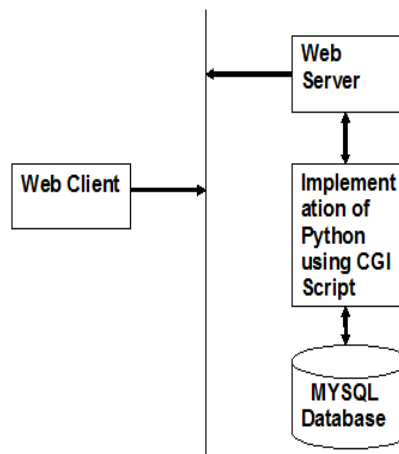 Web
Server
Web Client
Implement
ation of
Python
using CGI
Script
MYSQL
Database